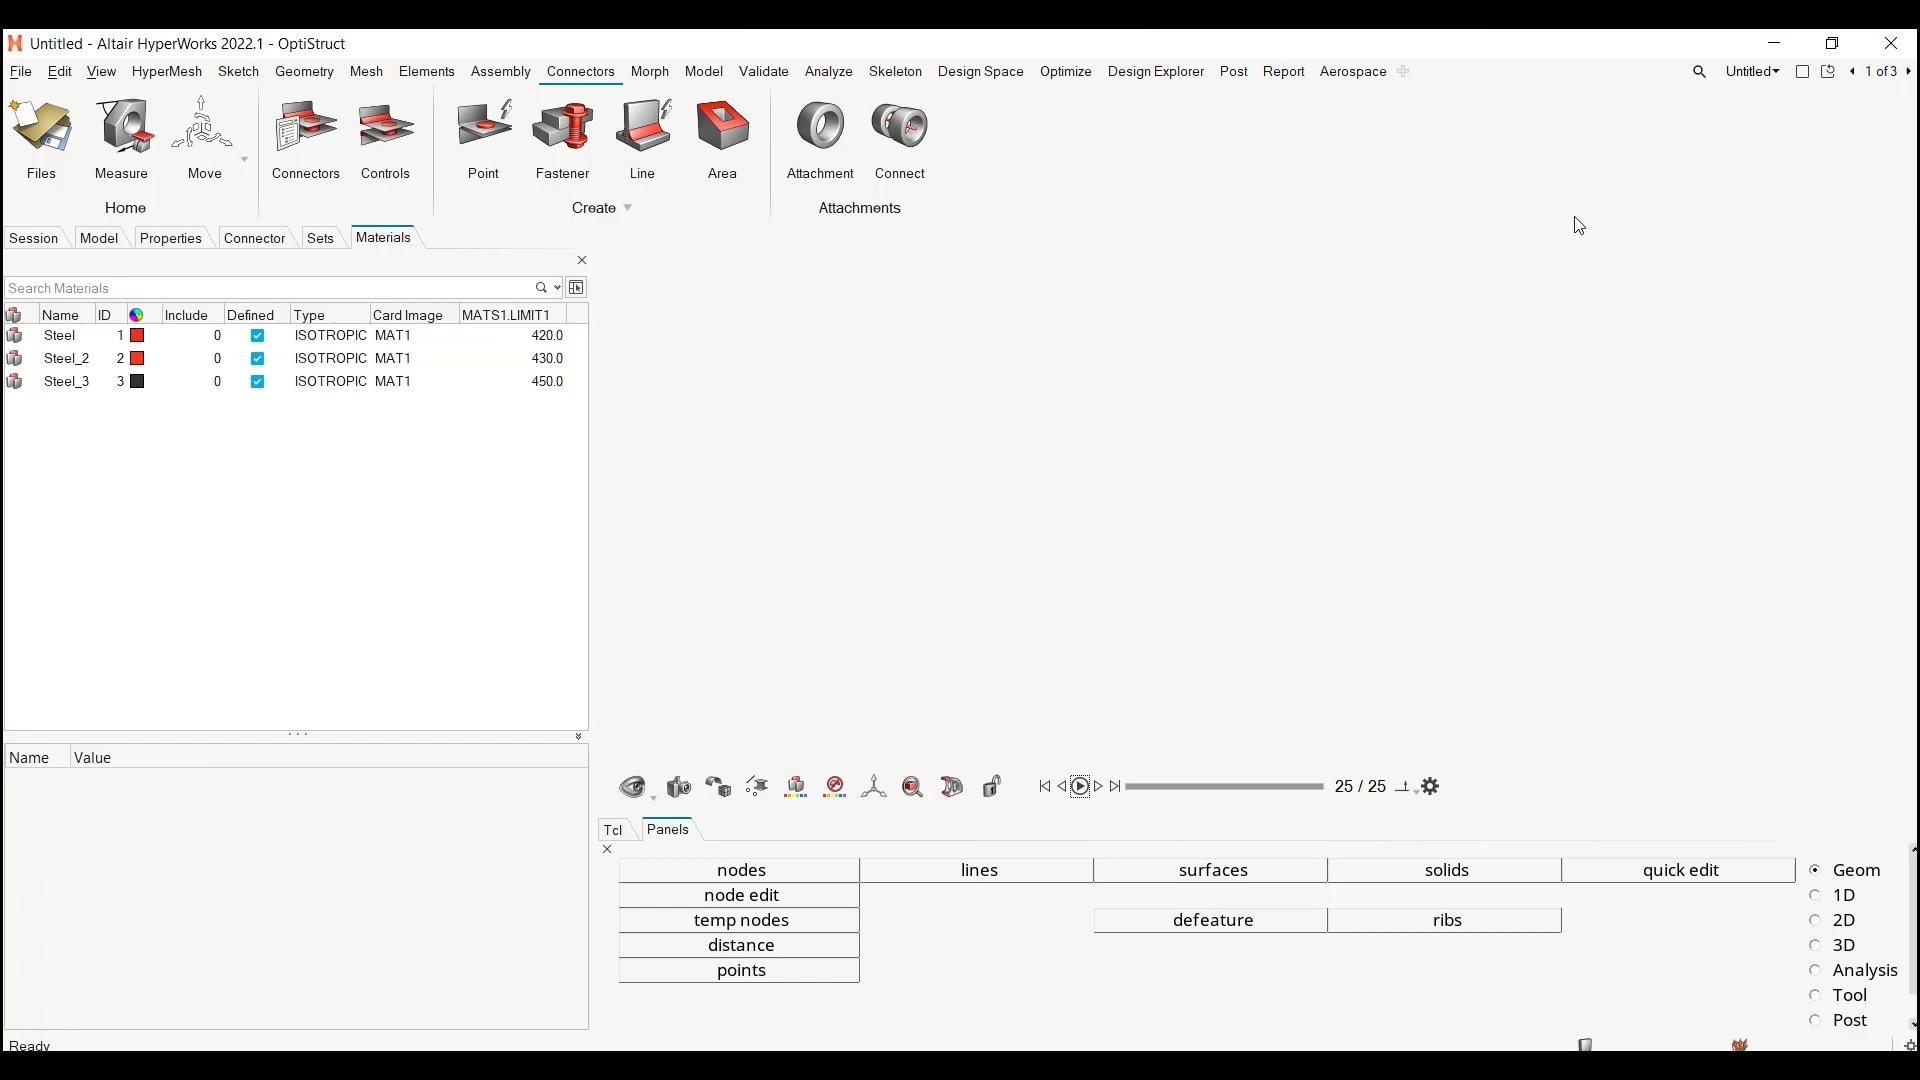 Untitled - Altair HyperWorks 2022.1 - OptiStruct
File Edit View HyperMesh Sketch Geometry Mesh Elements Assembly Connectors Morph Model Validate Analyze Skeleton Design Space Optimize Design Explorer Post Report Aerospace Untitled 1 of 3
Files Measure Move Connectors Controls Point Fastener Line Area Attachment Connect
Home Create Attachments
Session Model Properties Connector Sets Materials
Search Materials
Name ID Include Defined Type Card Image MATS1.LIMIT1
Steel 1 0 ISOTROPIC MAT1 420.0
Steel_2 2 0 ISOTROPIC MAT1 430.0
Steel_3 3 0 ISOTROPIC MAT1 450.0
Name Value
25 / 25
Tcl Panels
nodes lines surfaces solids quick edit Geom
node edit 1D
temp nodes defeature ribs 2D
distance 3D
points Analysis
Tool
Post
Ready